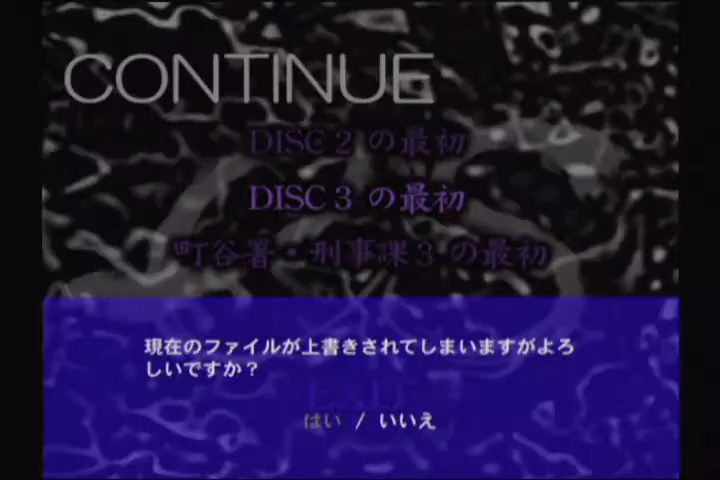 CONTINUE
DISC 2 の最初
DISC 3 の最初
町谷署・刑事課 3 の最初
現在のファイルが上書きされてしまいますがよろ
しいですか？
はい / いいえ